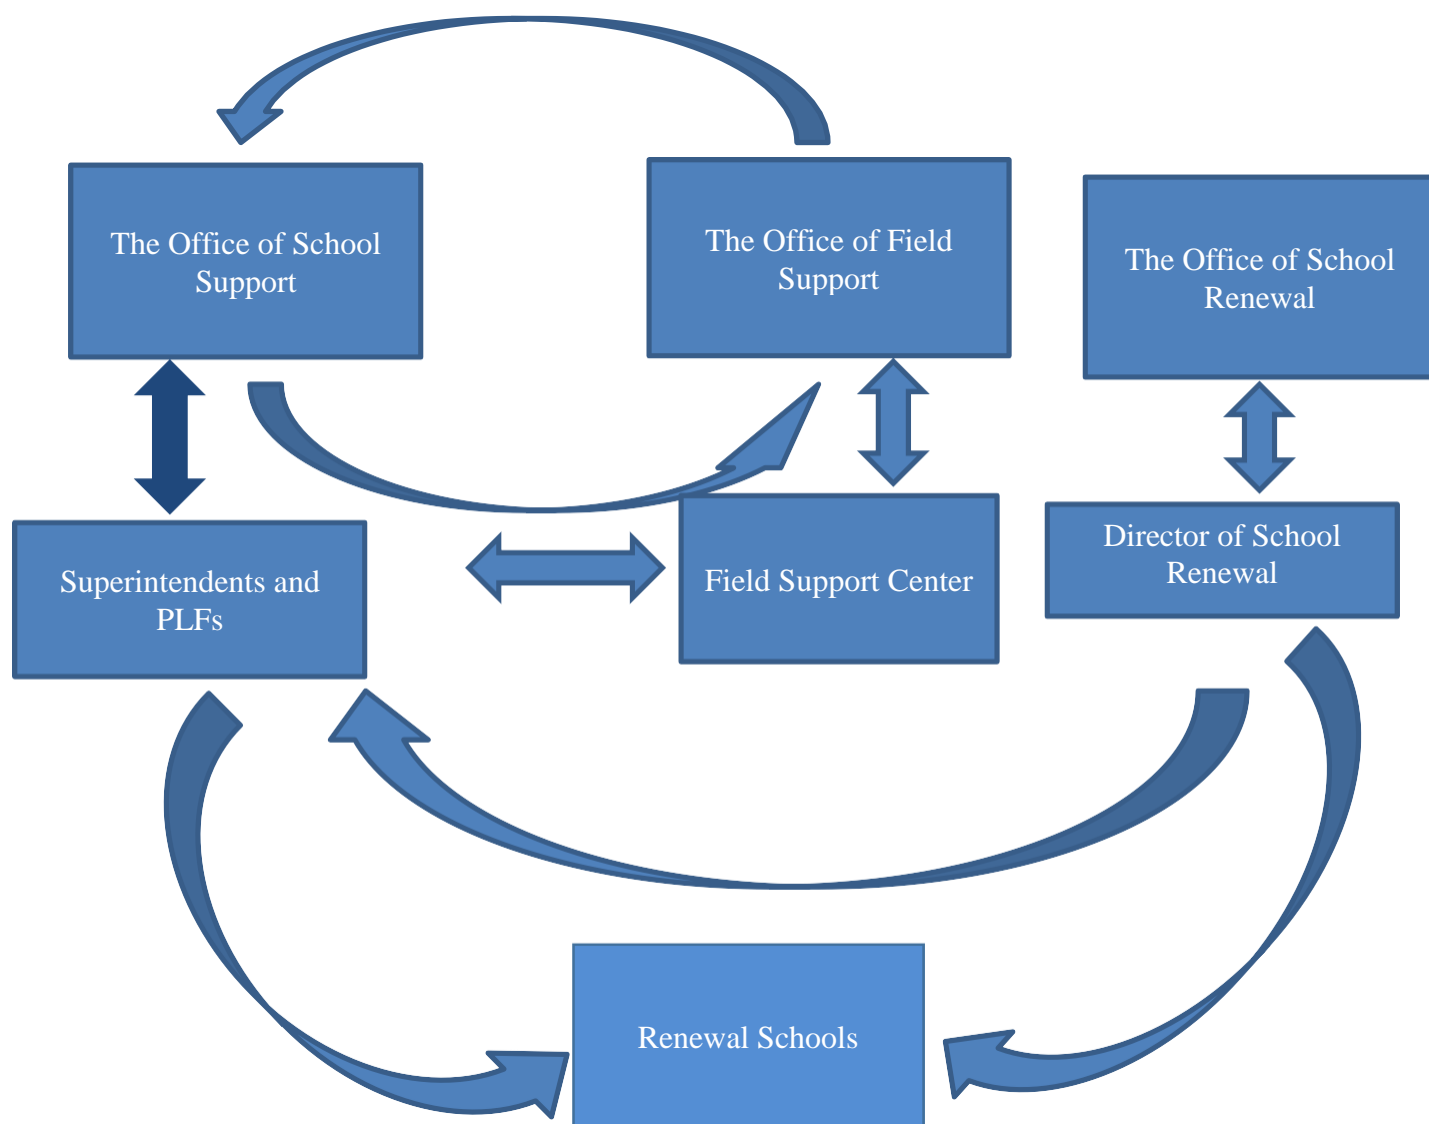 The Office of School
Support
The Office of Field
Support
The Office of School
Renewal
Superintendents and
PLFs
Field Support Center
Director of School
Renewal
Renewal Schools